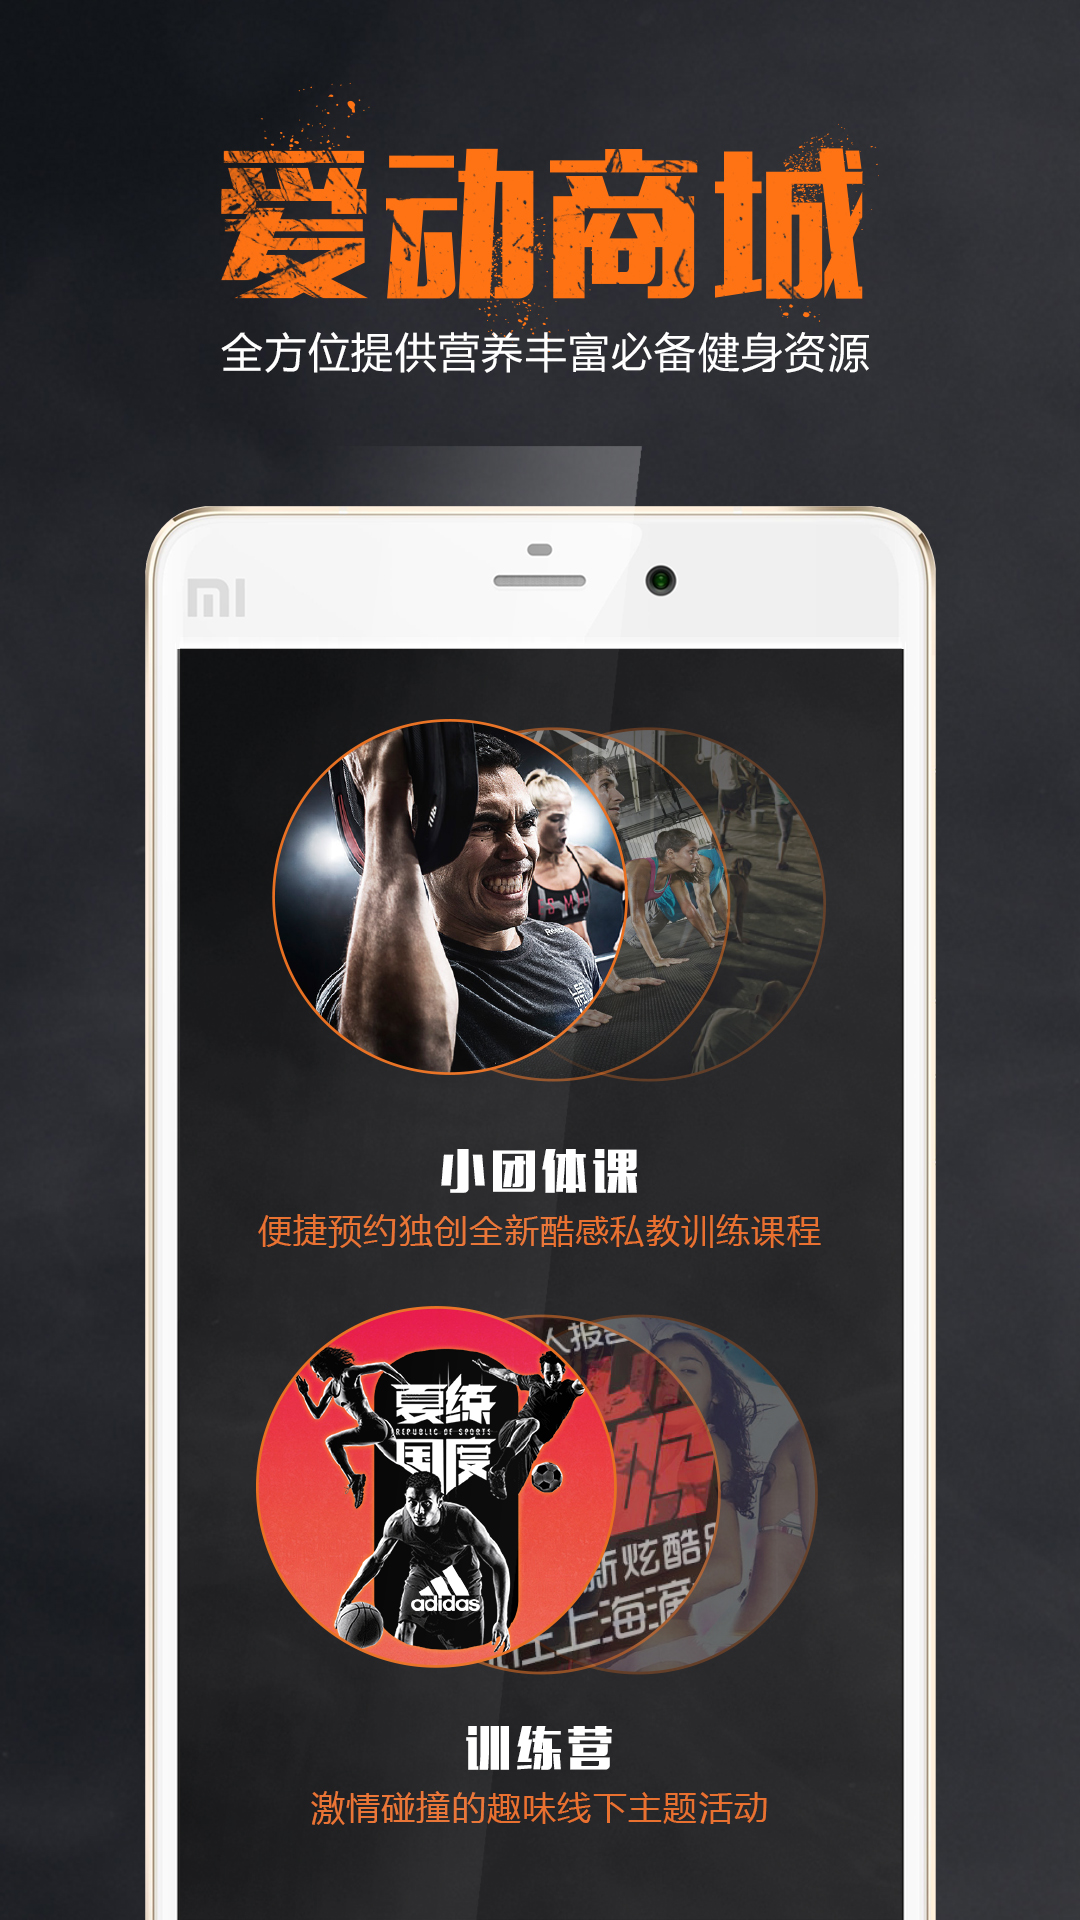 爱动商城
全方位提供营养丰富必备健身资源
mi
小团体课
便捷预约独创全新酷感私教训练课程
人报告
夏练
REPUBLIC OF SPORTS
国度
新炫酷
adidas
上海滩
训练营
激情碰撞的趣味线下主题活动